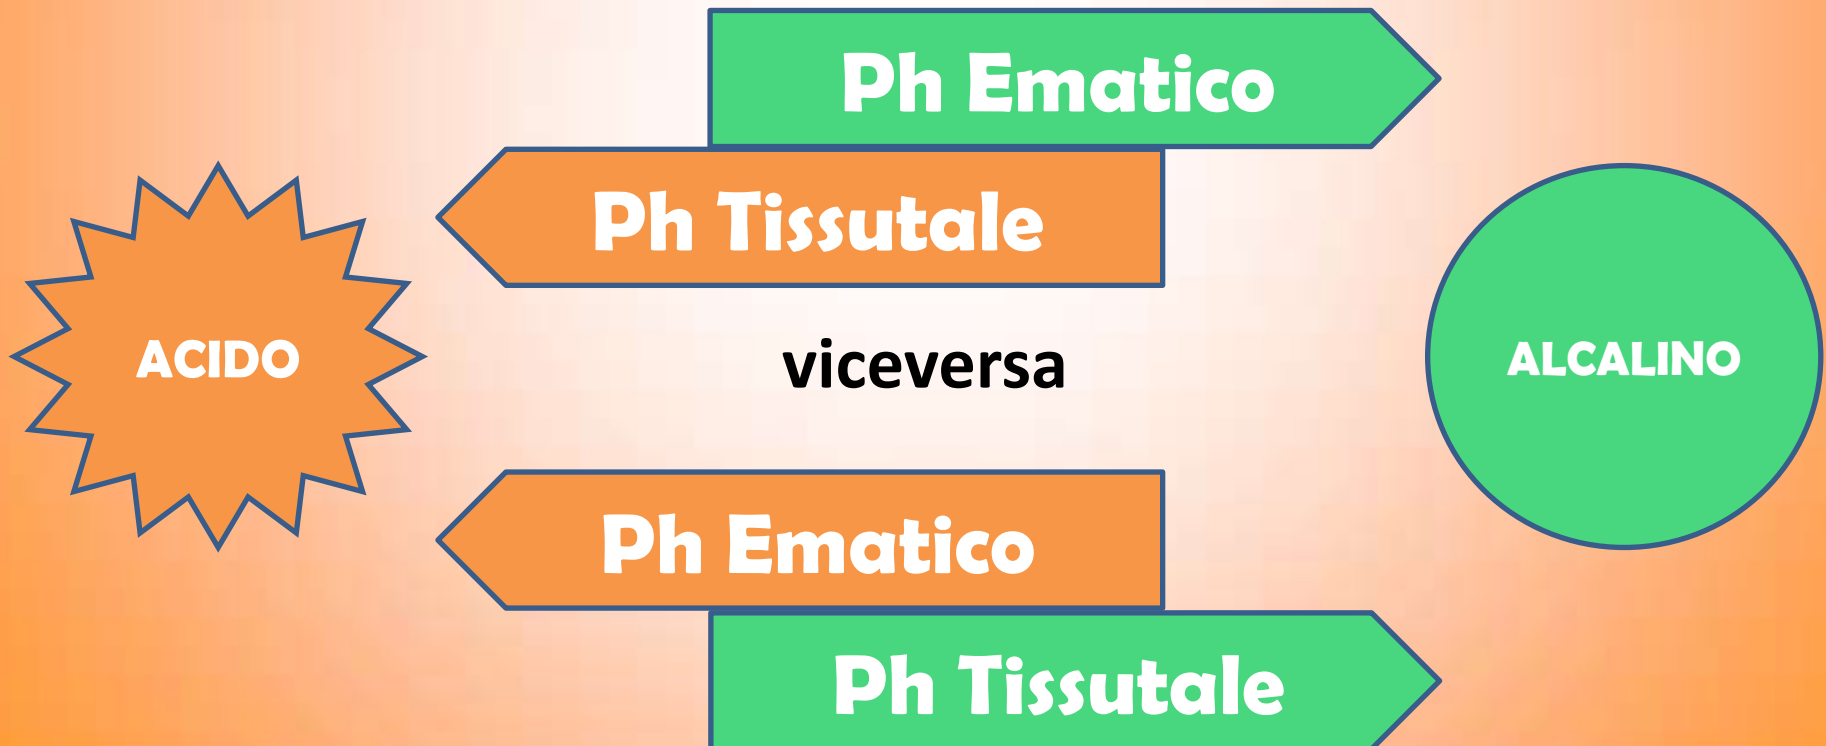 Ph Ematico
Ph Tissutale
ACIDO
viceversa
ALCALINO
Ph Ematico
Ph Tissutale